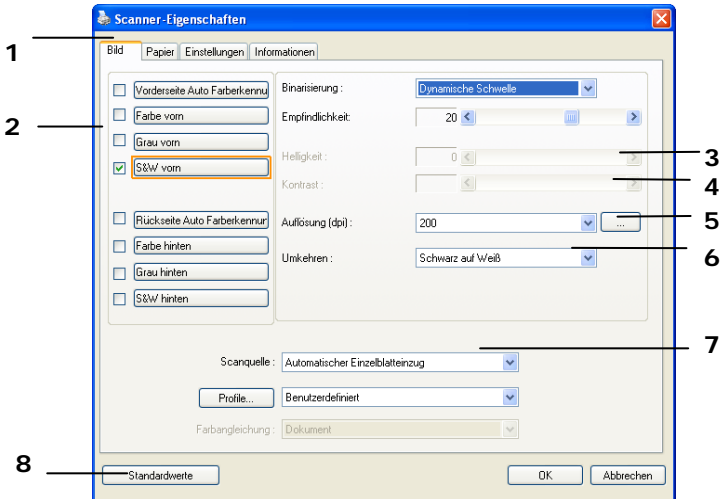 Scanner-Eigenschaften
1
Bild Papier Einstellungen Informationen
Vorderseite Auto Farberkennu
Binarisierung :
Dynamische Schwelle
2
Farbe vorn
Empfindlichkeit:
20
Grau vorn
S&W vorn
Helligkeit :
0
3
Kontrast :
4
Rückseite Auto Farberkennur
Auflösung (dpi) :
200
...
5
Farbe hinten
Umkehren :
Schwarz auf Weiß
6
Grau hinten
S&W hinten
7
Scanquelle :
Automatischer Einzelblatteinzug
Profile...
Benutzerdefiniert
Farbangleichung :
Dokument
8
Standardwerte
OK
Abbrechen